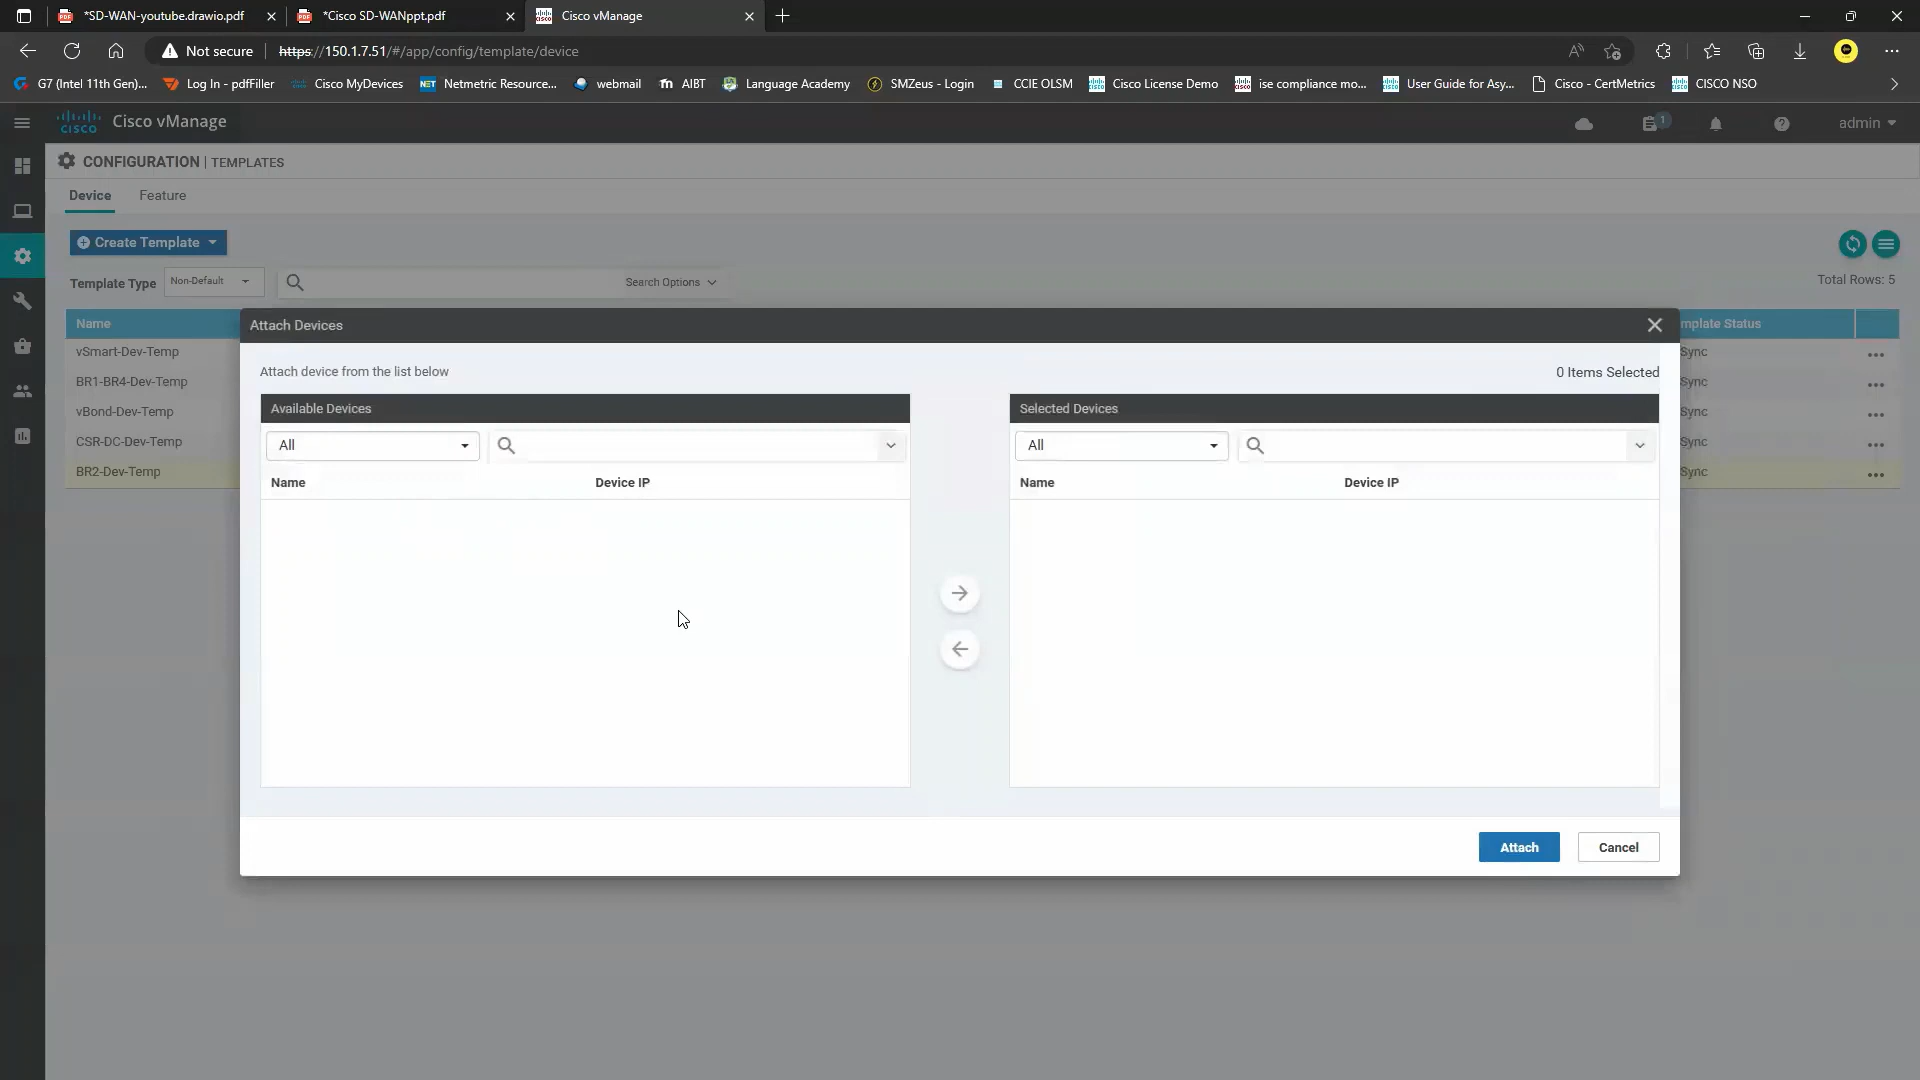 *SD-WAN-youtube.drawio.pdf
*Cisco SD-WANppt.pdf
Cisco vManage
Not secure
https://150.1.7.51/#/app/config/template/device
G7 (Intel 11th Gen)...
Log In - pdfFiller
Cisco MyDevices
NET
Netmetric Resource...
webmail
AIBT
Language Academy
SMZeus - Login
CCIE OLSM
Cisco License Demo
ise compliance mo...
User Guide for Asy...
Cisco - CertMetrics
CISCO NSO
cisco
Cisco vManage
1
admin
CONFIGURATION | TEMPLATES
Device
Feature
Create Template
Template Type
Non-Default
Search Options
Total Rows: 5
Name
mplate Status
vSmart-Dev-Temp
Sync
BR1-BR4-Dev-Temp
Sync
vBond-Dev-Temp
Sync
CSR-DC-Dev-Temp
Sync
BR2-Dev-Temp
Sync
Attach Devices
Attach device from the list below
0 Items Selected
Available Devices
Selected Devices
All
All
Name
Device IP
Name
Device IP
Attach
Cancel